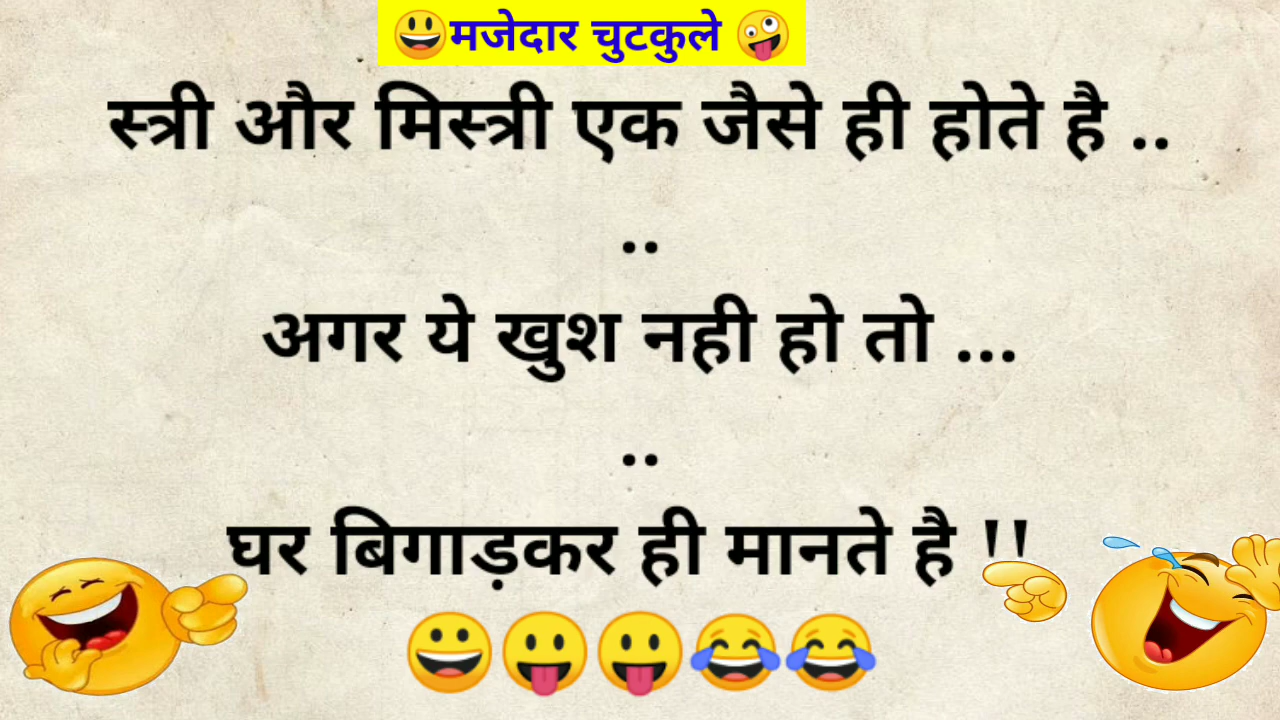 😃मजेदार चुटकुले 🤪
स्त्री और मिस्त्री एक जैसे ही होते है ..
..
अगर ये खुश नही हो तो ...
..
घर बिगाड़कर ही मानते है !!
😀😛😛😂😂